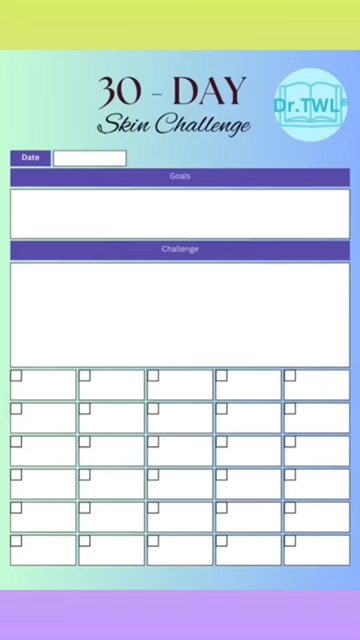 30 - DAY
Skin Challenge
Dr.TWL®
Date
Goals
Challenge